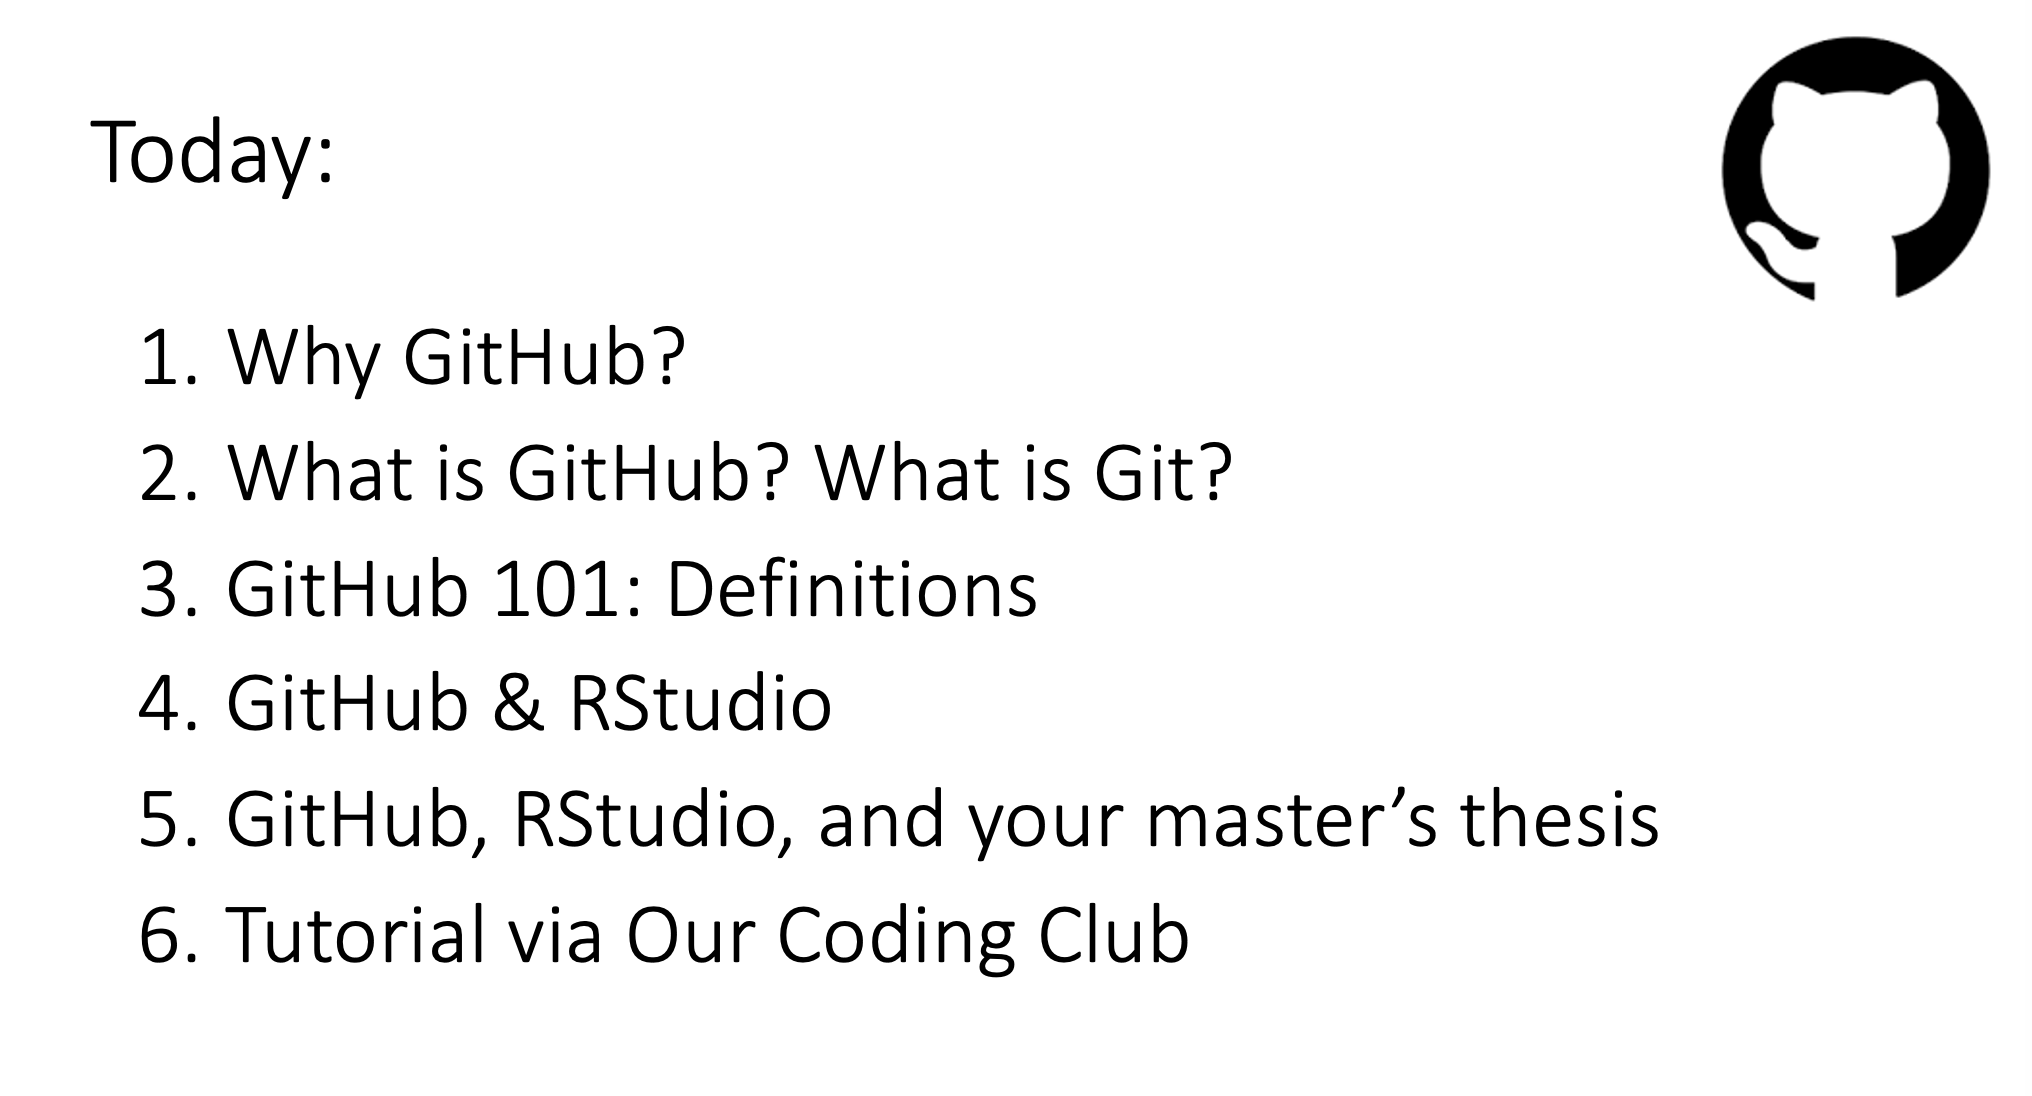 Today:
1. Why GitHub?
2. What is GitHub? What is Git?
3. GitHub 101: Definitions
4. GitHub & RStudio
5. GitHub, RStudio, and your master’s thesis
6. Tutorial via Our Coding Club